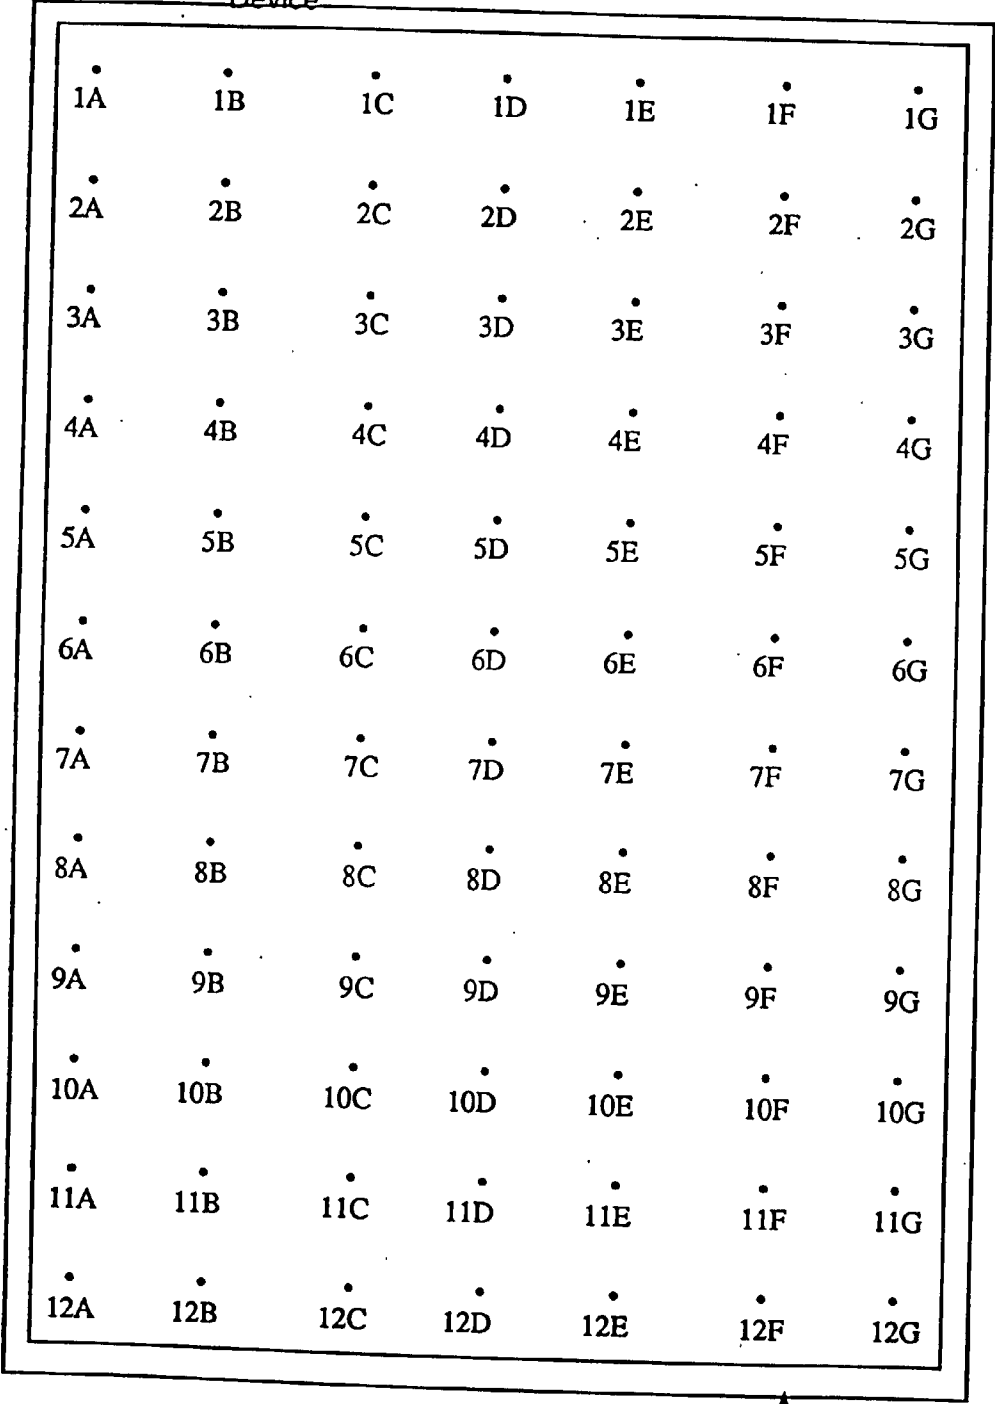 Device
1A 1B 1C 1D 1E 1F 1G
2A 2B 2C 2D 2E 2F 2G
3A 3B 3C 3D 3E 3F 3G
4A 4B 4C 4D 4E 4F 4G
5A 5B 5C 5D 5E 5F 5G
6A 6B 6C 6D 6E 6F 6G
7A 7B 7C 7D 7E 7F 7G
8A 8B 8C 8D 8E 8F 8G
9A 9B 9C 9D 9E 9F 9G
10A 10B 10C 10D 10E 10F 10G
11A 11B 11C 11D 11E 11F 11G
12A 12B 12C 12D 12E 12F 12G